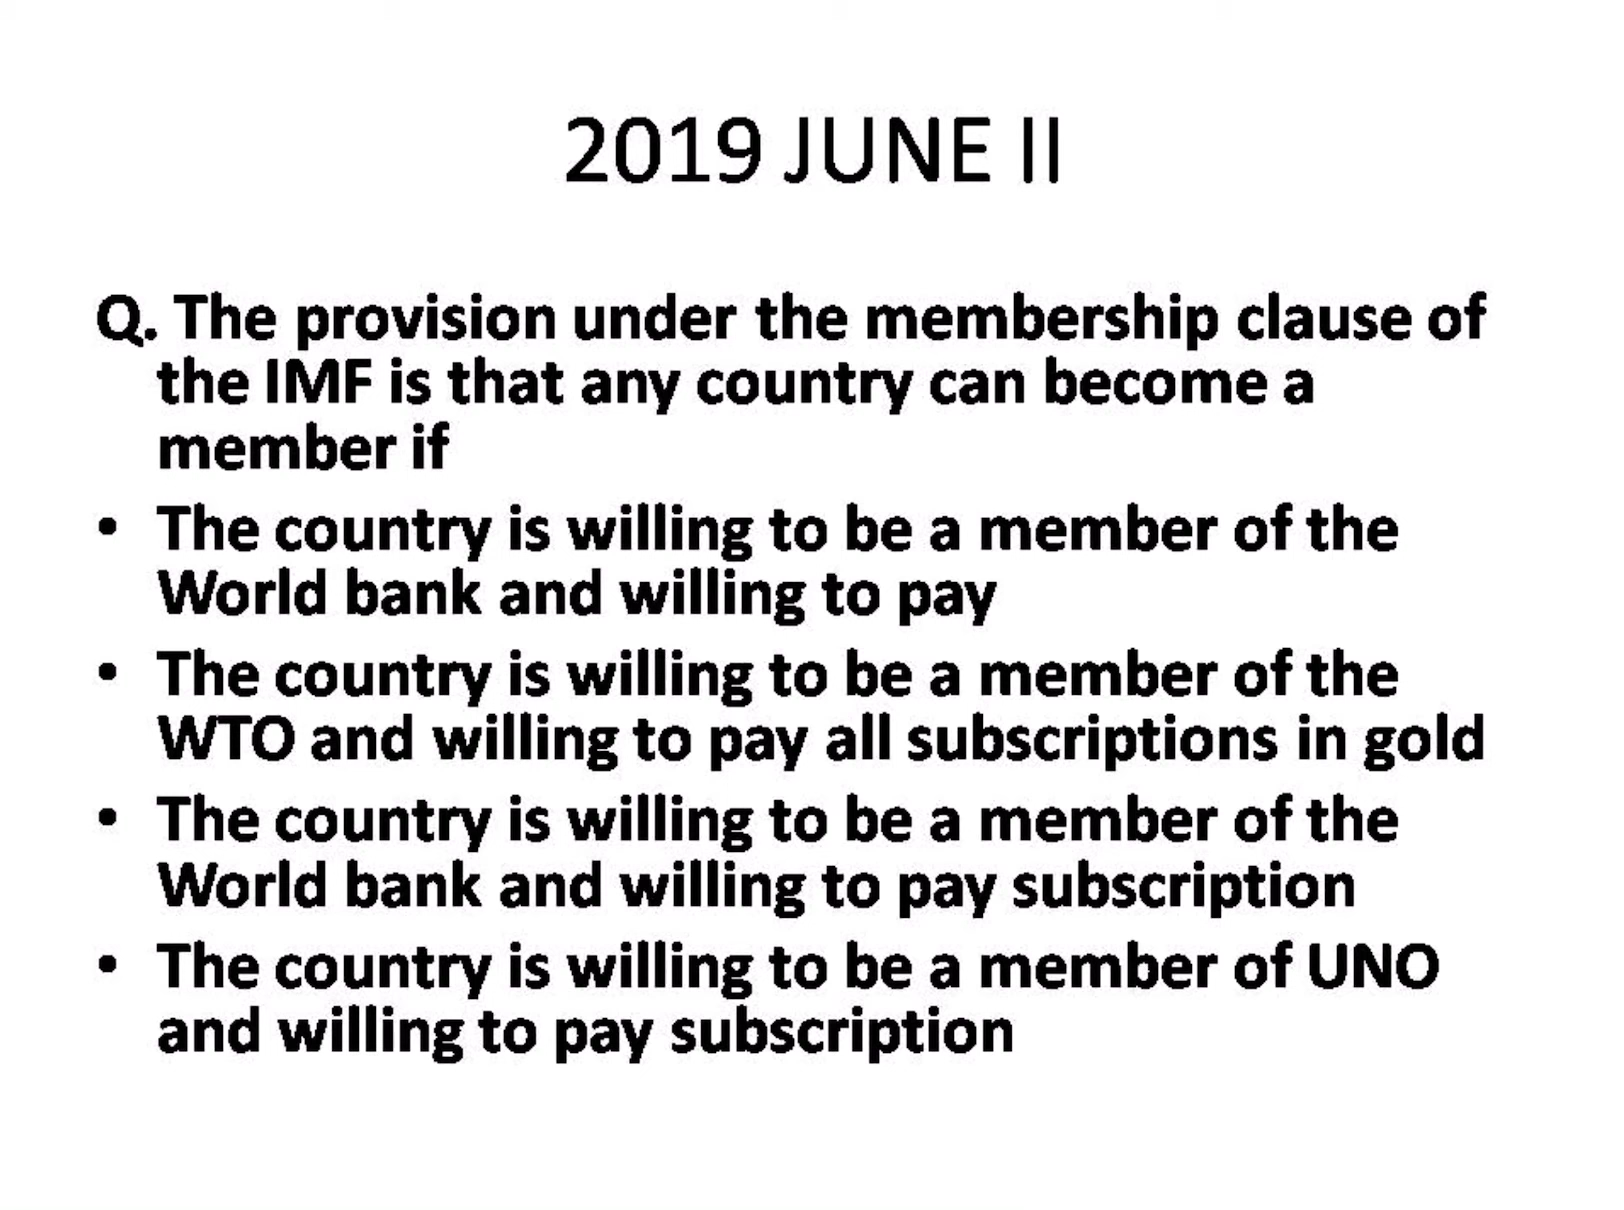 2019 JUNE II
Q. The provision under the membership clause of
the IMF is that any country can become a
member if
• The country is willing to be a member of the
World bank and willing to pay
• The country is willing to be a member of the
WTO and willing to pay all subscriptions in gold
• The country is willing to be a member of the
World bank and willing to pay subscription
• The country is willing to be a member of UNO
and willing to pay subscription